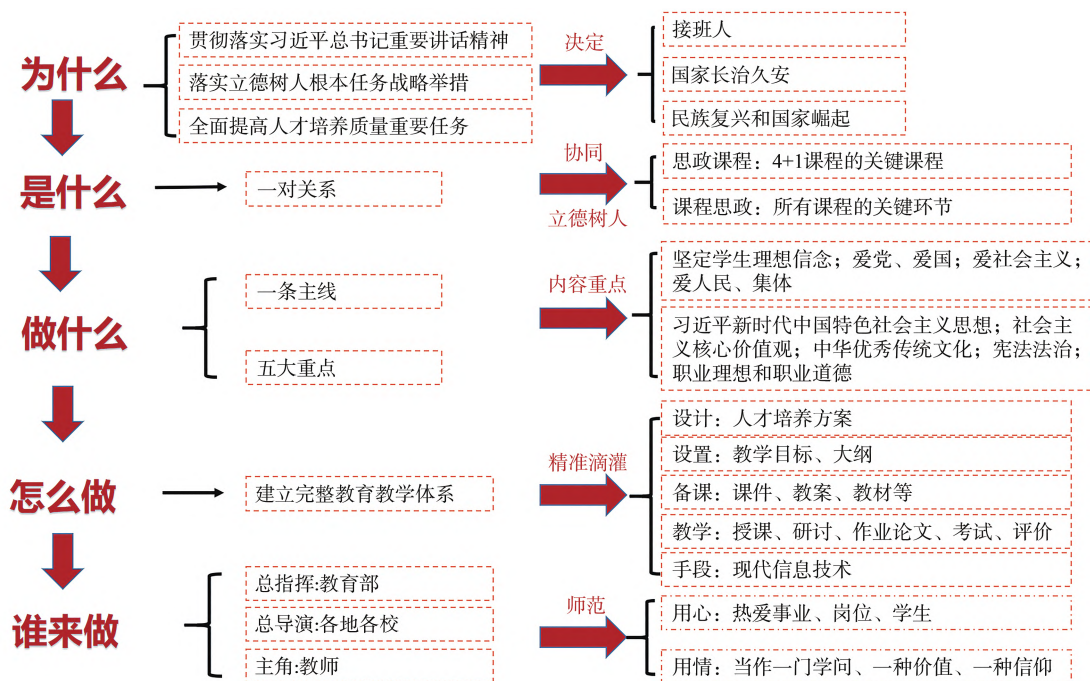 为什么
贯彻落实习近平总书记重要讲话精神
落实立德树人根本任务战略举措
全面提高人才培养质量重要任务
决定
接班人
国家长治久安
民族复兴和国家崛起
是什么
一对关系
协同
立德树人
思政课程：4+1课程的关键课程
课程思政：所有课程的关键环节
做什么
一条主线
五大重点
内容重点
坚定学生理想信念；爱党、爱国；爱社会主义；
爱人民、集体
习近平新时代中国特色社会主义思想；社会主
义核心价值观；中华优秀传统文化；宪法法治；
职业理想和职业道德
怎么做
建立完整教育教学体系
精准滴灌
设计：人才培养方案
设置：教学目标、大纲
备课：课件、教案、教材等
教学：授课、研讨、作业论文、考试、评价
手段：现代信息技术
谁来做
总指挥:教育部
总导演:各地各校
主角:教师
师范
用心：热爱事业、岗位、学生
用情：当作一门学问、一种价值、一种信仰